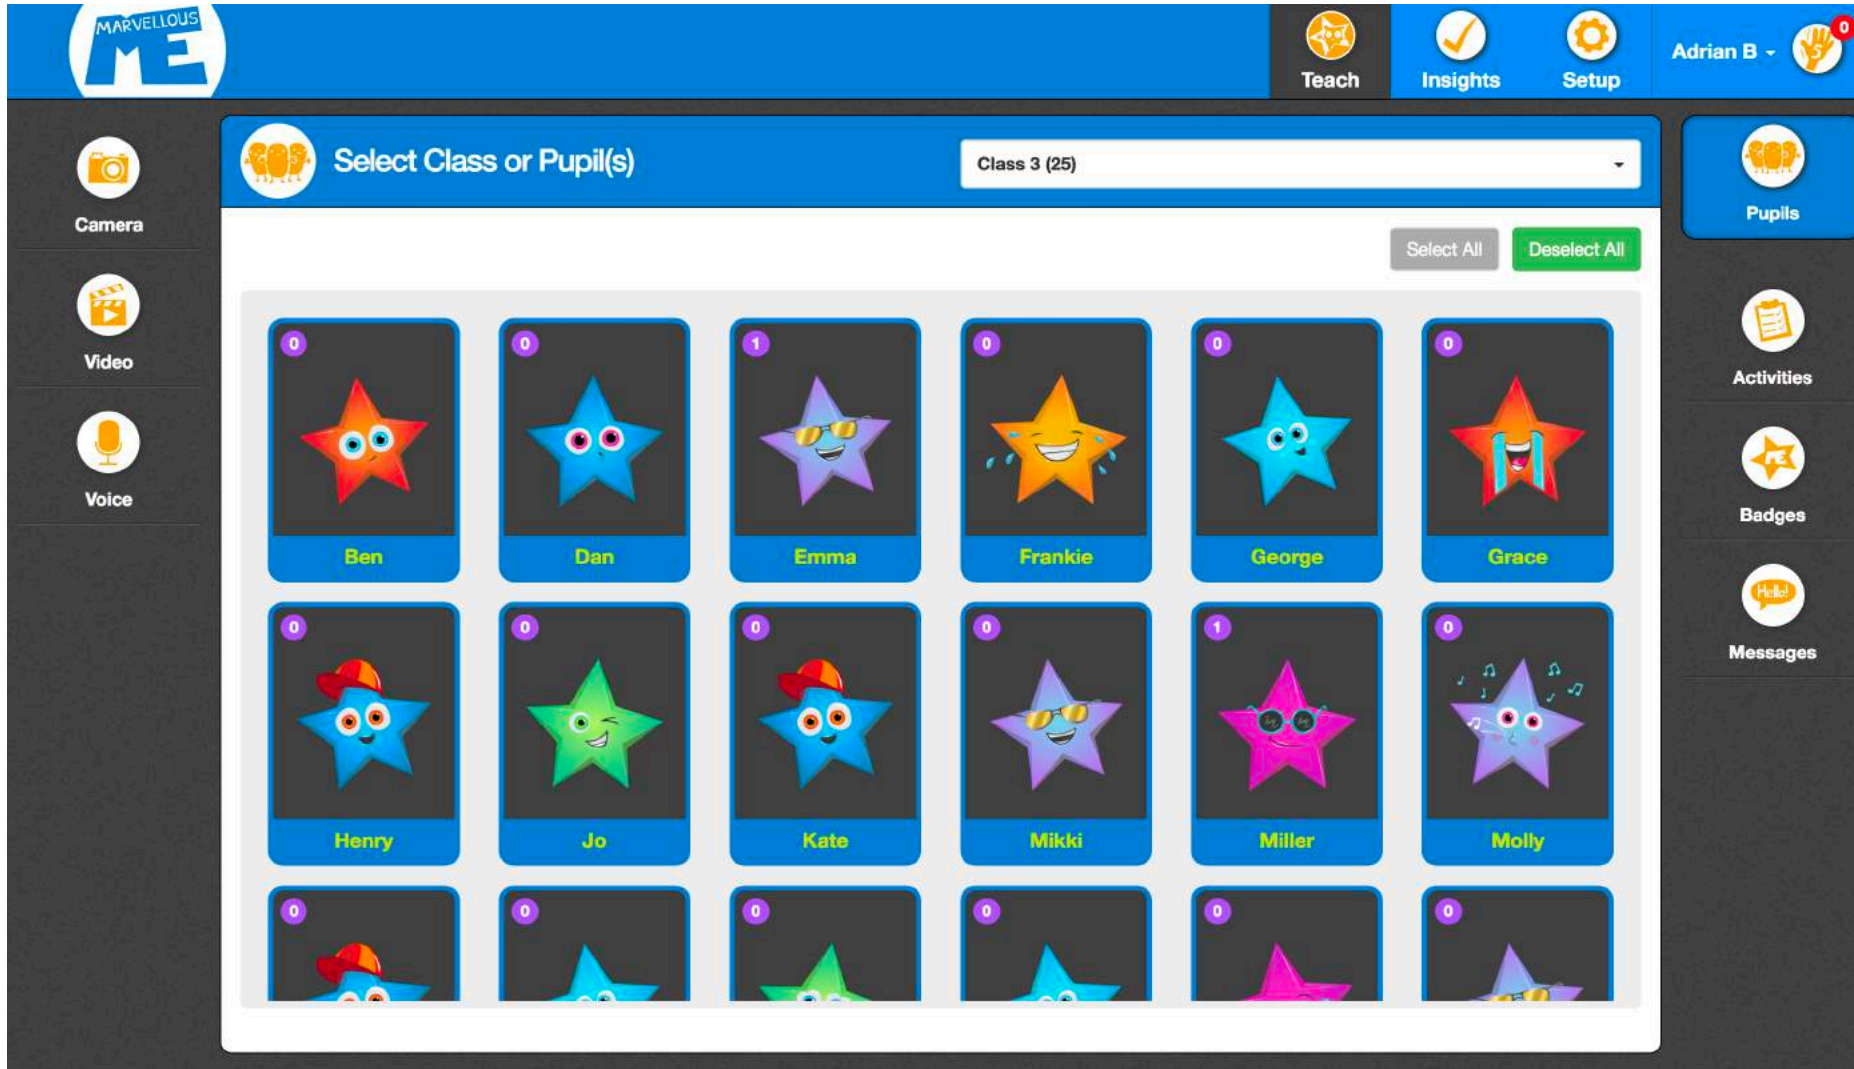 MARVELLOUS
ME
Teach
Insights
Setup
Adrian B
5
0
Camera
Video
Voice
Select Class or Pupil(s)
Class 3 (25)
Select All
Deselect All
0
0
1
0
0
0
Ben
Dan
Emma
Frankie
George
Grace
0
0
0
0
1
0
Henry
Jo
Kate
Mikki
Miller
Molly
0
0
0
0
0
0
Pupils
Activities
ME
Badges
Hello!
Messages